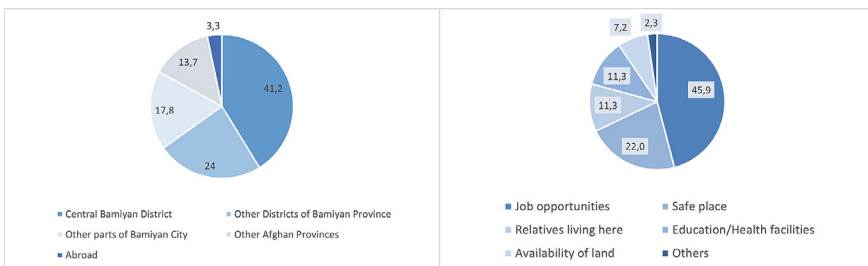 3,3
13,7
41,2
17,8
24
Central Bamiyan District
Other Districts of Bamiyan Province
Other parts of Bamiyan City
Other Afghan Provinces
Abroad
2,3
7,2
11,3
45,9
11,3
22,0
Job opportunities
Safe place
Relatives living here
Education/Health facilities
Availability of land
Others